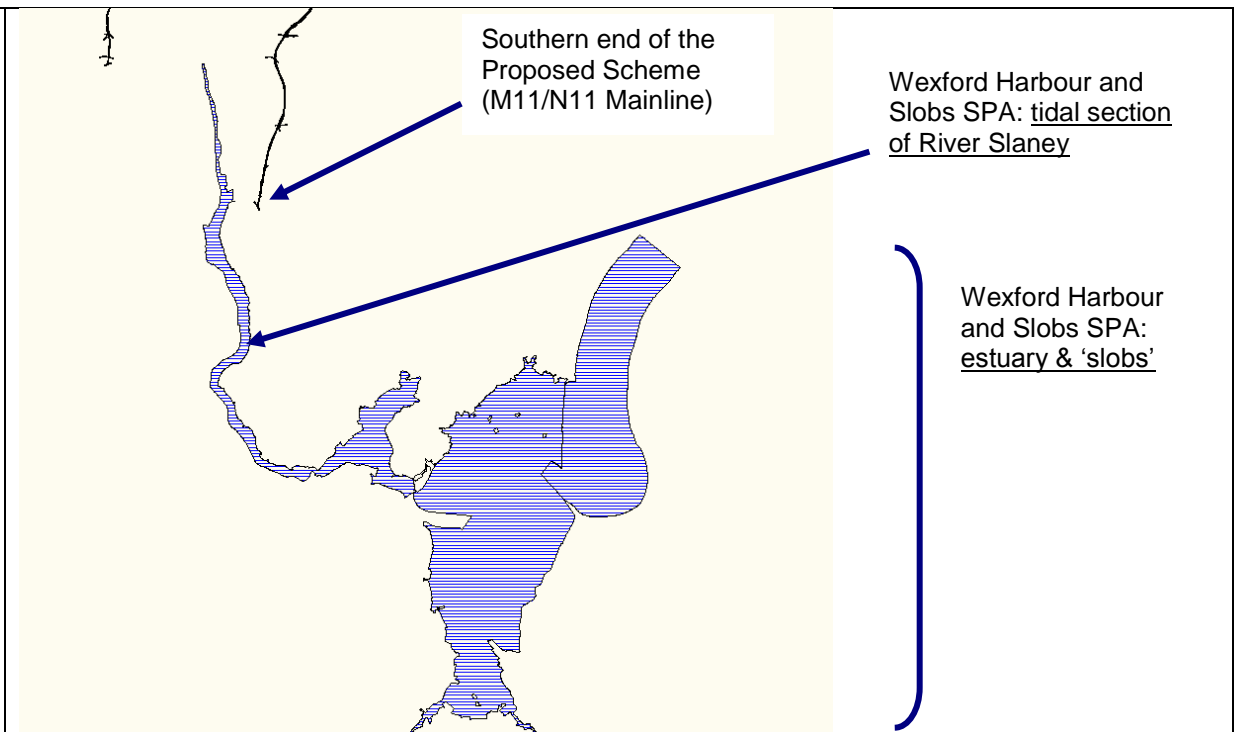 Southern end of the
Proposed Scheme
(M11/N11 Mainline)
Wexford Harbour and
Slobs SPA: tidal section
of River Slaney
Wexford Harbour
and Slobs SPA:
estuary & ‘slobs’